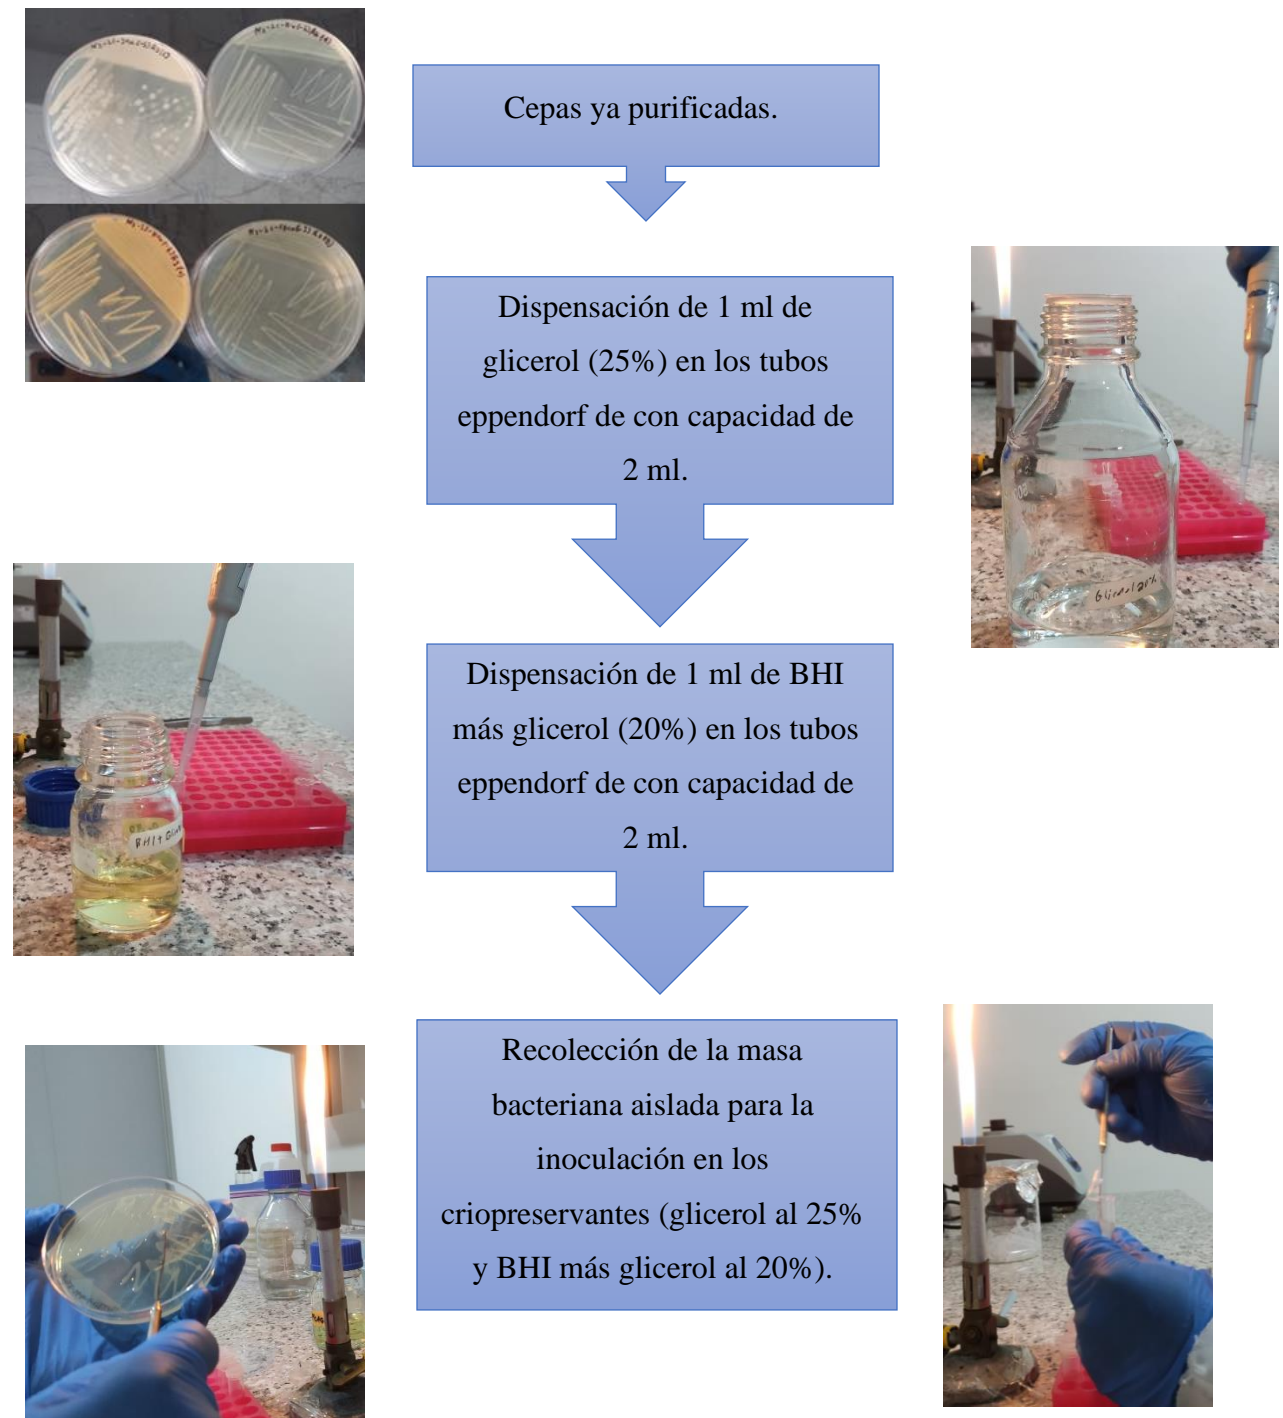 Cepas ya purificadas.
Dispensación de 1 ml de
glicerol (25%) en los tubos
eppendorf de con capacidad de
2 ml.
Dispensación de 1 ml de BHI
más glicerol (20%) en los tubos
eppendorf de con capacidad de
2 ml.
BHI +
Recolección de la masa
bacteriana aislada para la
inoculación en los
criopreservantes (glicerol al 25%
y BHI más glicerol al 20%).